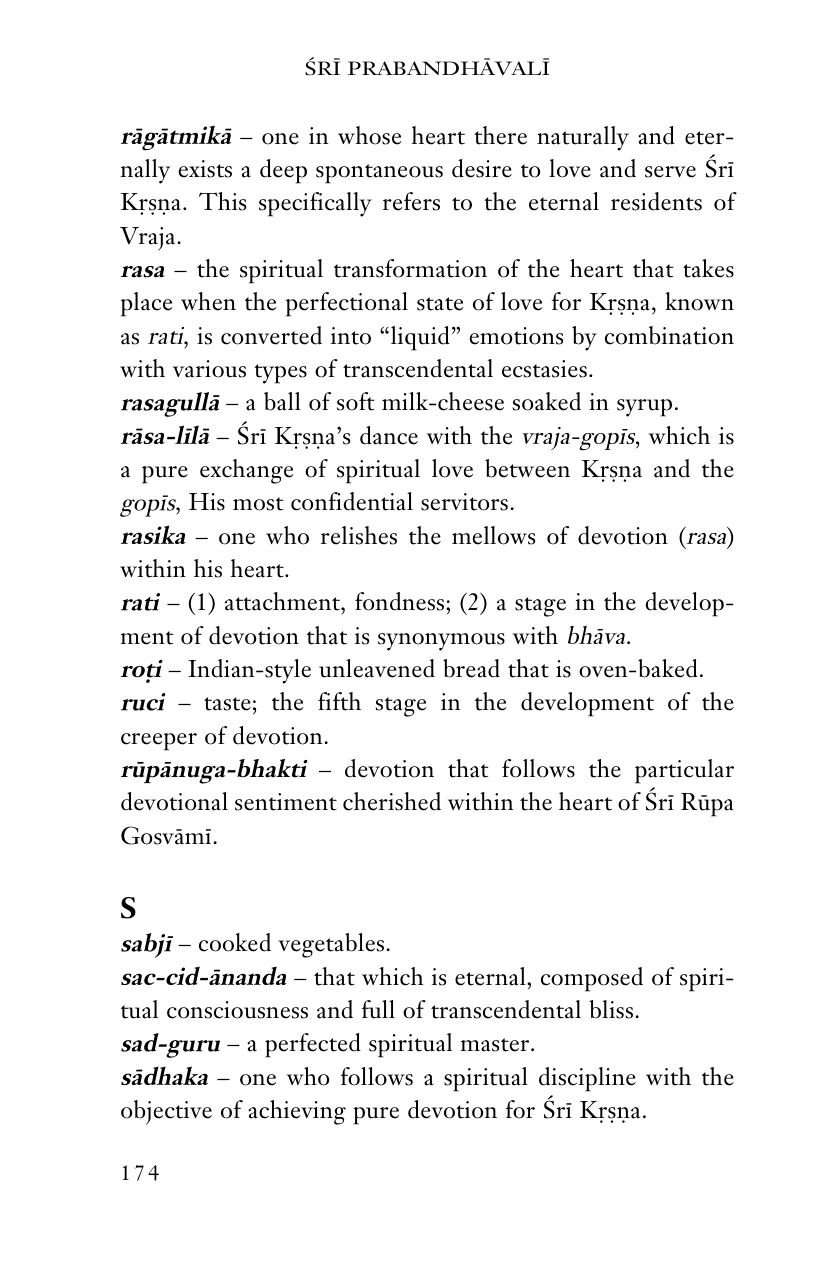 ŚRĪ PRABANDHĀVALĪ
rāgātmikā – one in whose heart there naturally and eter-
nally exists a deep spontaneous desire to love and serve Śrī
Kṛṣṇa. This specifically refers to the eternal residents of
Vraja.
rasa – the spiritual transformation of the heart that takes
place when the perfectional state of love for Kṛṣṇa, known
as rati, is converted into “liquid” emotions by combination
with various types of transcendental ecstasies.
rasagullā – a ball of soft milk-cheese soaked in syrup.
rāsa-līlā – Śrī Kṛṣṇa’s dance with the vraja-gopīs, which is
a pure exchange of spiritual love between Kṛṣṇa and the
gopīs, His most confidential servitors.
rasika – one who relishes the mellows of devotion (rasa)
within his heart.
rati – (1) attachment, fondness; (2) a stage in the develop-
ment of devotion that is synonymous with bhāva.
roṭi – Indian-style unleavened bread that is oven-baked.
ruci – taste; the fifth stage in the development of the
creeper of devotion.
rūpānuga-bhakti – devotion that follows the particular
devotional sentiment cherished within the heart of Śrī Rūpa
Gosvāmī.
S
sabjī – cooked vegetables.
sac-cid-ānanda – that which is eternal, composed of spiri-
tual consciousness and full of transcendental bliss.
sad-guru – a perfected spiritual master.
sādhaka – one who follows a spiritual discipline with the
objective of achieving pure devotion for Śrī Kṛṣṇa.
174